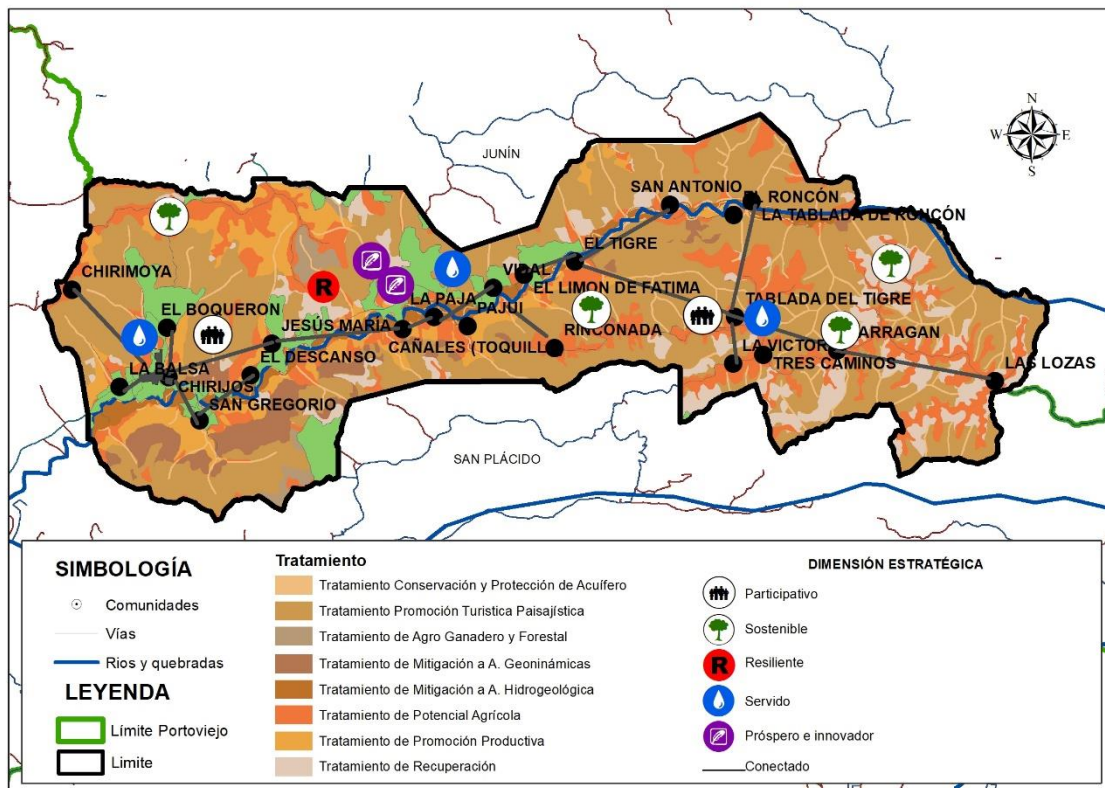 N
W E
S
JUNÍN
SAN ANTONIO
EL RONCÓN
LA TABLADA DE RONCÓN
EL TIGRE
CHIRIMOYA
VIDAL
EL LIMON DE FATIMA
LA PAJA
PAJUI
TABLADA DEL TIGRE
EL BOQUERON
R
JESÚS MARÍA
CAÑALES (TOQUILL
RINCONADA
ARRAGAN
EL DESCANSO
LA VICTOR
TRES CAMINOS
LAS LOZAS
LA BALSA
CHIRIJOS
SAN GREGORIO
SAN PLÁCIDO
SIMBOLOGÍA
Comunidades
Vías
Rios y quebradas
LEYENDA
Límite Portoviejo
Limite
Tratamiento
Tratamiento Conservación y Protección de Acuífero
Tratamiento Promoción Turistica Paisajística
Tratamiento de Agro Ganadero y Forestal
Tratamiento de Mitigación a A. Geoninámicas
Tratamiento de Mitigación a A. Hidrogeológica
Tratamiento de Potencial Agrícola
Tratamiento de Promoción Productiva
Tratamiento de Recuperación
DIMENSIÓN ESTRATÉGICA
Participativo
Sostenible
R Resiliente
Servido
Próspero e innovador
Conectado